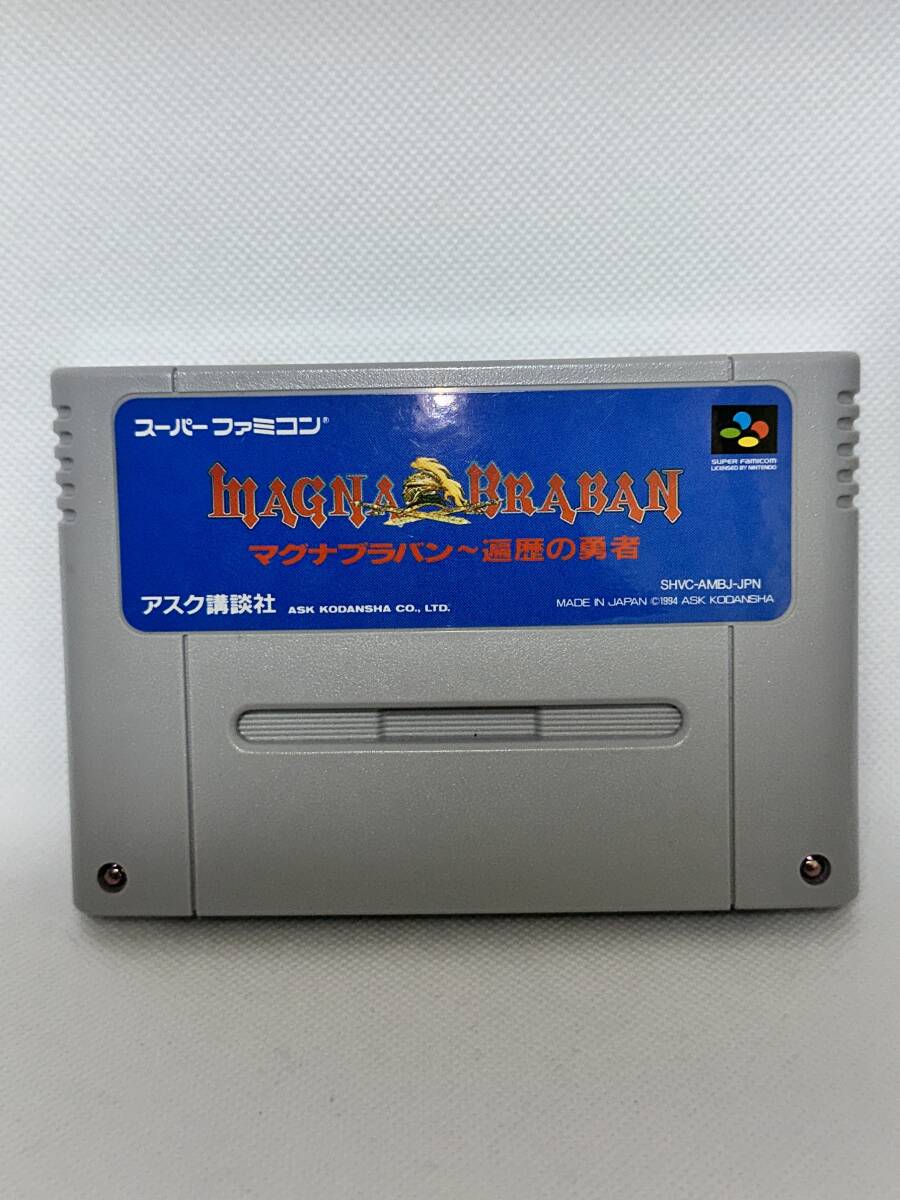 スーパーファミコン®
SUPER FAMICOM
LICENSED BY NINTENDO
MAGNA BRABAN
マグナブラバン〜遍歴の勇者
SHVC-AMBJ-JPN
アスク講談社 ASK KODANSHA CO., LTD.
MADE IN JAPAN ©1994 ASK KODANSHA